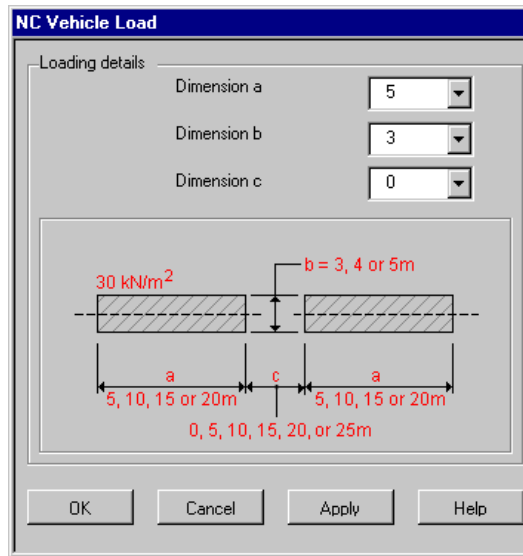 NC Vehicle Load
Loading details
Dimension a 5
Dimension b 3
Dimension c 0
b = 3, 4 or 5m
30 kN/m²
a c a
5, 10, 15 or 20m 5, 10, 15 or 20m
0, 5, 10, 15, 20, or 25m
OK Cancel Apply Help